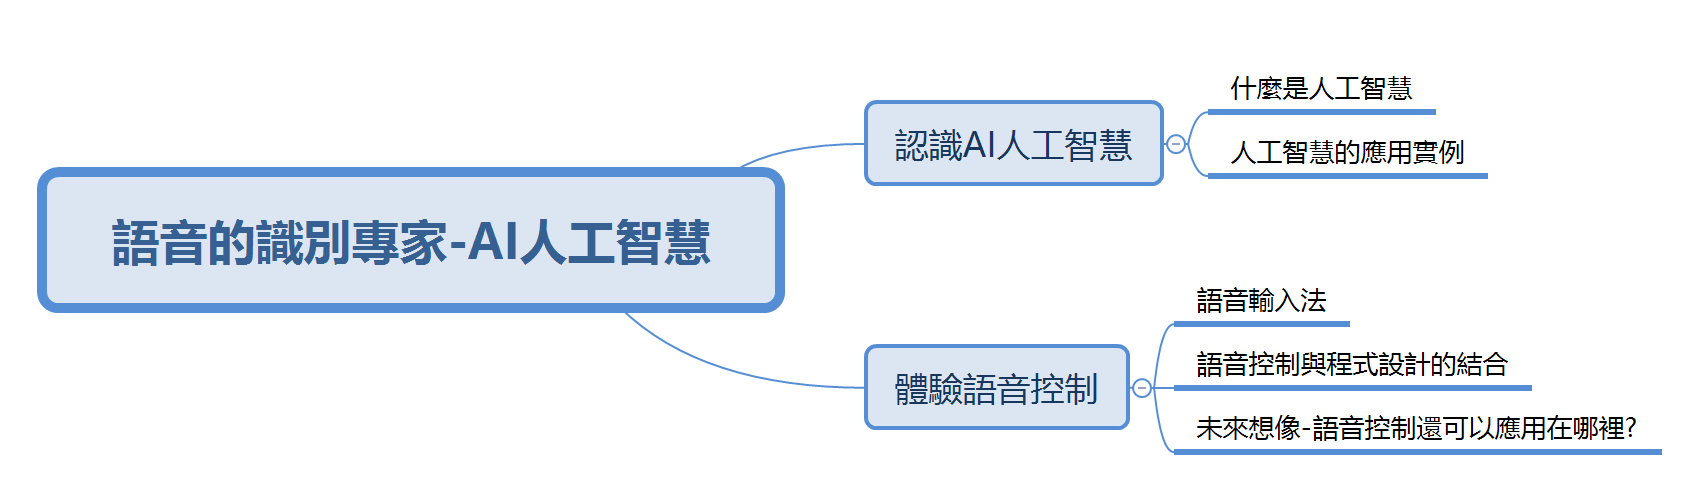 語音的識別專家-AI人工智慧
認識AI人工智慧
什麼是人工智慧
人工智慧的應用實例
體驗語音控制
語音輸入法
語音控制與程式設計的結合
未來想像-語音控制還可以應用在哪裡?